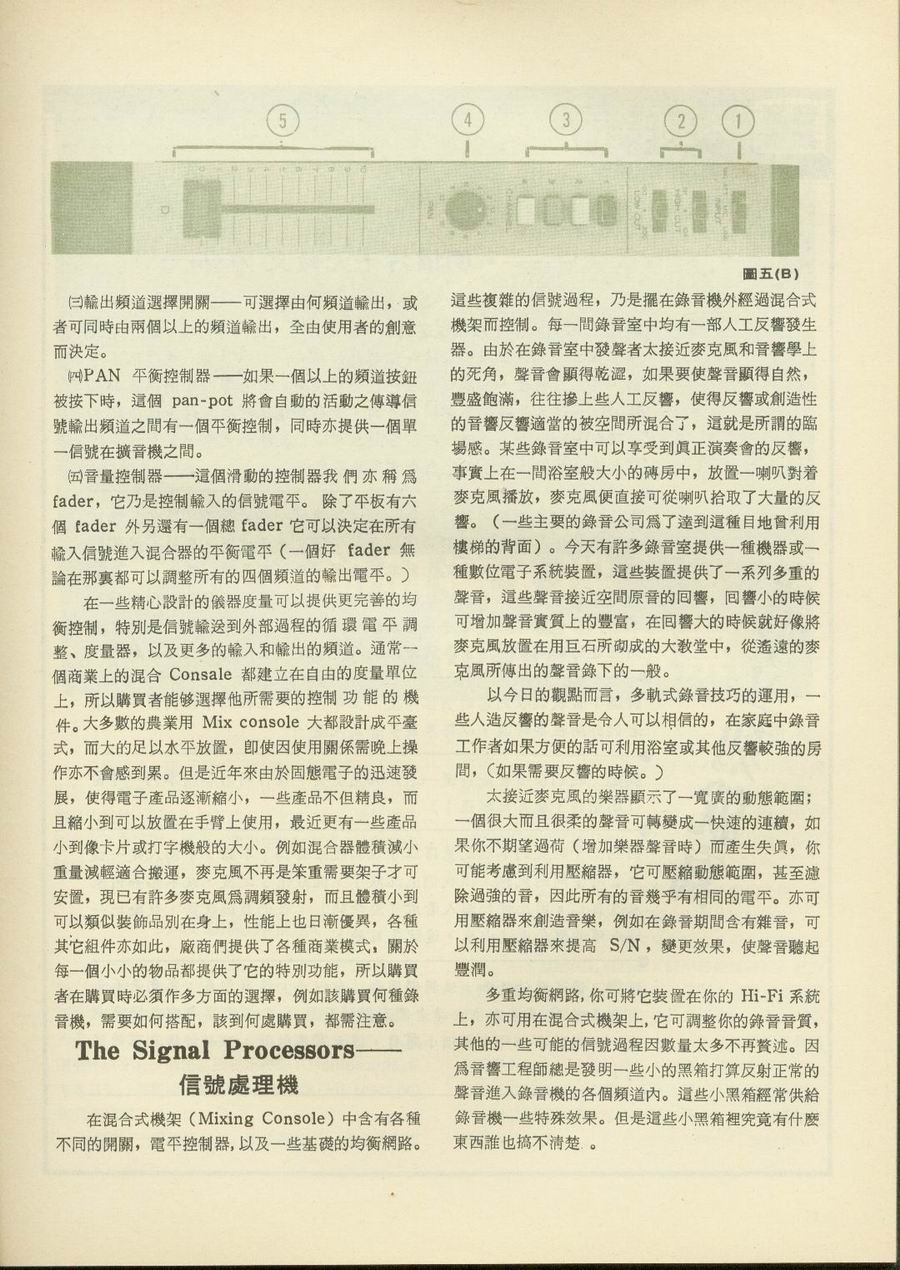 5 4 3 2 1
圖五(B)
㈢輸出頻道選擇開關——可選擇由何頻道輸出，或
者可同時由兩個以上的頻道輸出，全由使用者的創意
而決定。
㈣PAN 平衡控制器——如果一個以上的頻道按鈕
被按下時，這個 pan-pot 將會自動的活動之傳導信
號輸出頻道之間有一個平衡控制，同時亦提供一個單
一信號在擴音機之間。
㈤音量控制器——這個滑動的控制器我們亦稱爲
fader，它乃是控制輸入的信號電平。 除了平板有六
個 fader 外另還有一個總 fader 它可以決定在所有
輸入信號進入混合器的平衡電平（一個好 fader 無
論在那裏都可以調整所有的四個頻道的輸出電平。）
在一些精心設計的儀器度量可以提供更完善的均
衡控制，特別是信號輸送到外部過程的循環電平調
整、度量器，以及更多的輸入和輸出的頻道。通常一
個商業上的混合 Consale 都建立在自由的度量單位
上，所以購買者能够選擇他所需要的控制功能的機
件。大多數的農業用 Mix console 大都設計成平臺
式，而大的足以水平放置，卽使因使用關係需晚上操
作亦不會感到累。但是近年來由於固態電子的迅速發
展，使得電子產品逐漸縮小，一些產品不但精良，而
且縮小到可以放置在手臂上使用，最近更有一些產品
小到像卡片或打字機般的大小。例如混合器體積減小
重量減輕適合搬運，麥克風不再是笨重需要架子才可
安置，現已有許多麥克風爲調頻發射，而且體積小到
可以類似裝飾品別在身上，性能上也日漸優異，各種
其它組件亦如此，廠商們提供了各種商業模式，關於
每一個小小的物品都提供了它的特別功能，所以購買
者在購買時必須作多方面的選擇，例如該購買何種錄
音機，需要如何搭配，該到何處購買，都需注意。
The Signal Processors——
信號處理機
在混合式機架（Mixing Console）中含有各種
不同的開關，電平控制器，以及一些基礎的均衡網路。
這些複雜的信號過程，乃是擺在錄音機外經過混合式
機架而控制。每一間錄音室中均有一部人工反響發生
器。由於在錄音室中發聲者太接近麥克風和音響學上
的死角，聲音會顯得乾澀，如果要使聲音顯得自然，
豐盛飽滿，往往摻上些人工反響，使得反響或創造性
的音響反響適當的被空間所混合了，這就是所謂的臨
場感。某些錄音室中可以享受到眞正演奏會的反響，
事實上在一間浴室般大小的磚房中，放置一喇叭對着
麥克風播放，麥克風便直接可從喇叭拾取了大量的反
響。（一些主要的錄音公司爲了達到這種目地曾利用
樓梯的背面）。今天有許多錄音室提供一種機器或一
種數位電子系統裝置，這些裝置提供了一系列多重的
聲音，這些聲音接近空間原音的回響，回響小的時候
可增加聲音實質上的豐富，在回響大的時候就好像將
麥克風放置在用巨石所砌成的大教堂中，從遙遠的麥
克風所傳出的聲音錄下的一般。
以今日的觀點而言，多軌式錄音技巧的運用，一
些人造反響的聲音是令人可以相信的，在家庭中錄音
工作者如果方便的話可利用浴室或其他反響較強的房
間，（如果需要反響的時候。）
太接近麥克風的樂器顯示了一寬廣的動態範圍；
一個很大而且很柔的聲音可轉變成一快速的連續，如
果你不期望過荷（增加樂器聲音時）而產生失眞，你
可能考慮到利用壓縮器，它可壓縮動態範圍，甚至濾
除過強的音，因此所有的音幾乎有相同的電平。亦可
用壓縮器來創造音樂，例如在錄音期間含有雜音，可
以利用壓縮器來提高 S/N，變更效果，使聲音聽起
豐潤。
多重均衡網路，你可將它裝置在你的 Hi-Fi 系統
上，亦可用在混合式機架上，它可調整你的錄音音質，
其他的一些可能的信號過程因數量太多不再贅述。因
爲音響工程師總是發明一些小的黑箱打算反射正常的
聲音進入錄音機的各個頻道內。這些小黑箱經常供給
錄音機一些特殊效果。但是這些小黑箱裡究竟有什麼
東西誰也搞不清楚。